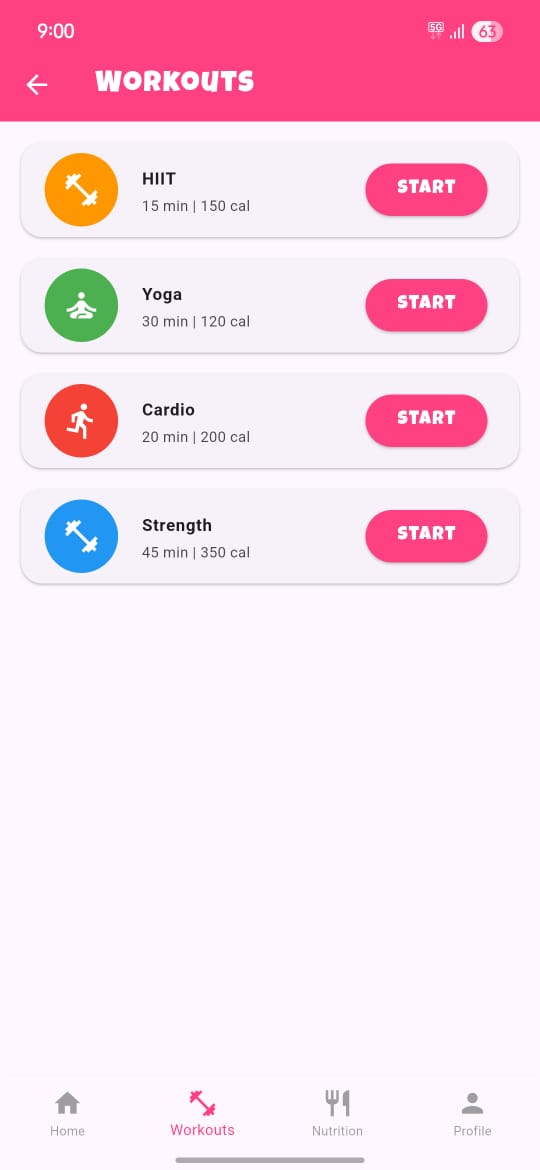 9:00
5G
63
WORKOUTS
HIIT
15 min | 150 cal
START
Yoga
30 min | 120 cal
START
Cardio
20 min | 200 cal
START
Strength
45 min | 350 cal
START
Home
Workouts
Nutrition
Profile